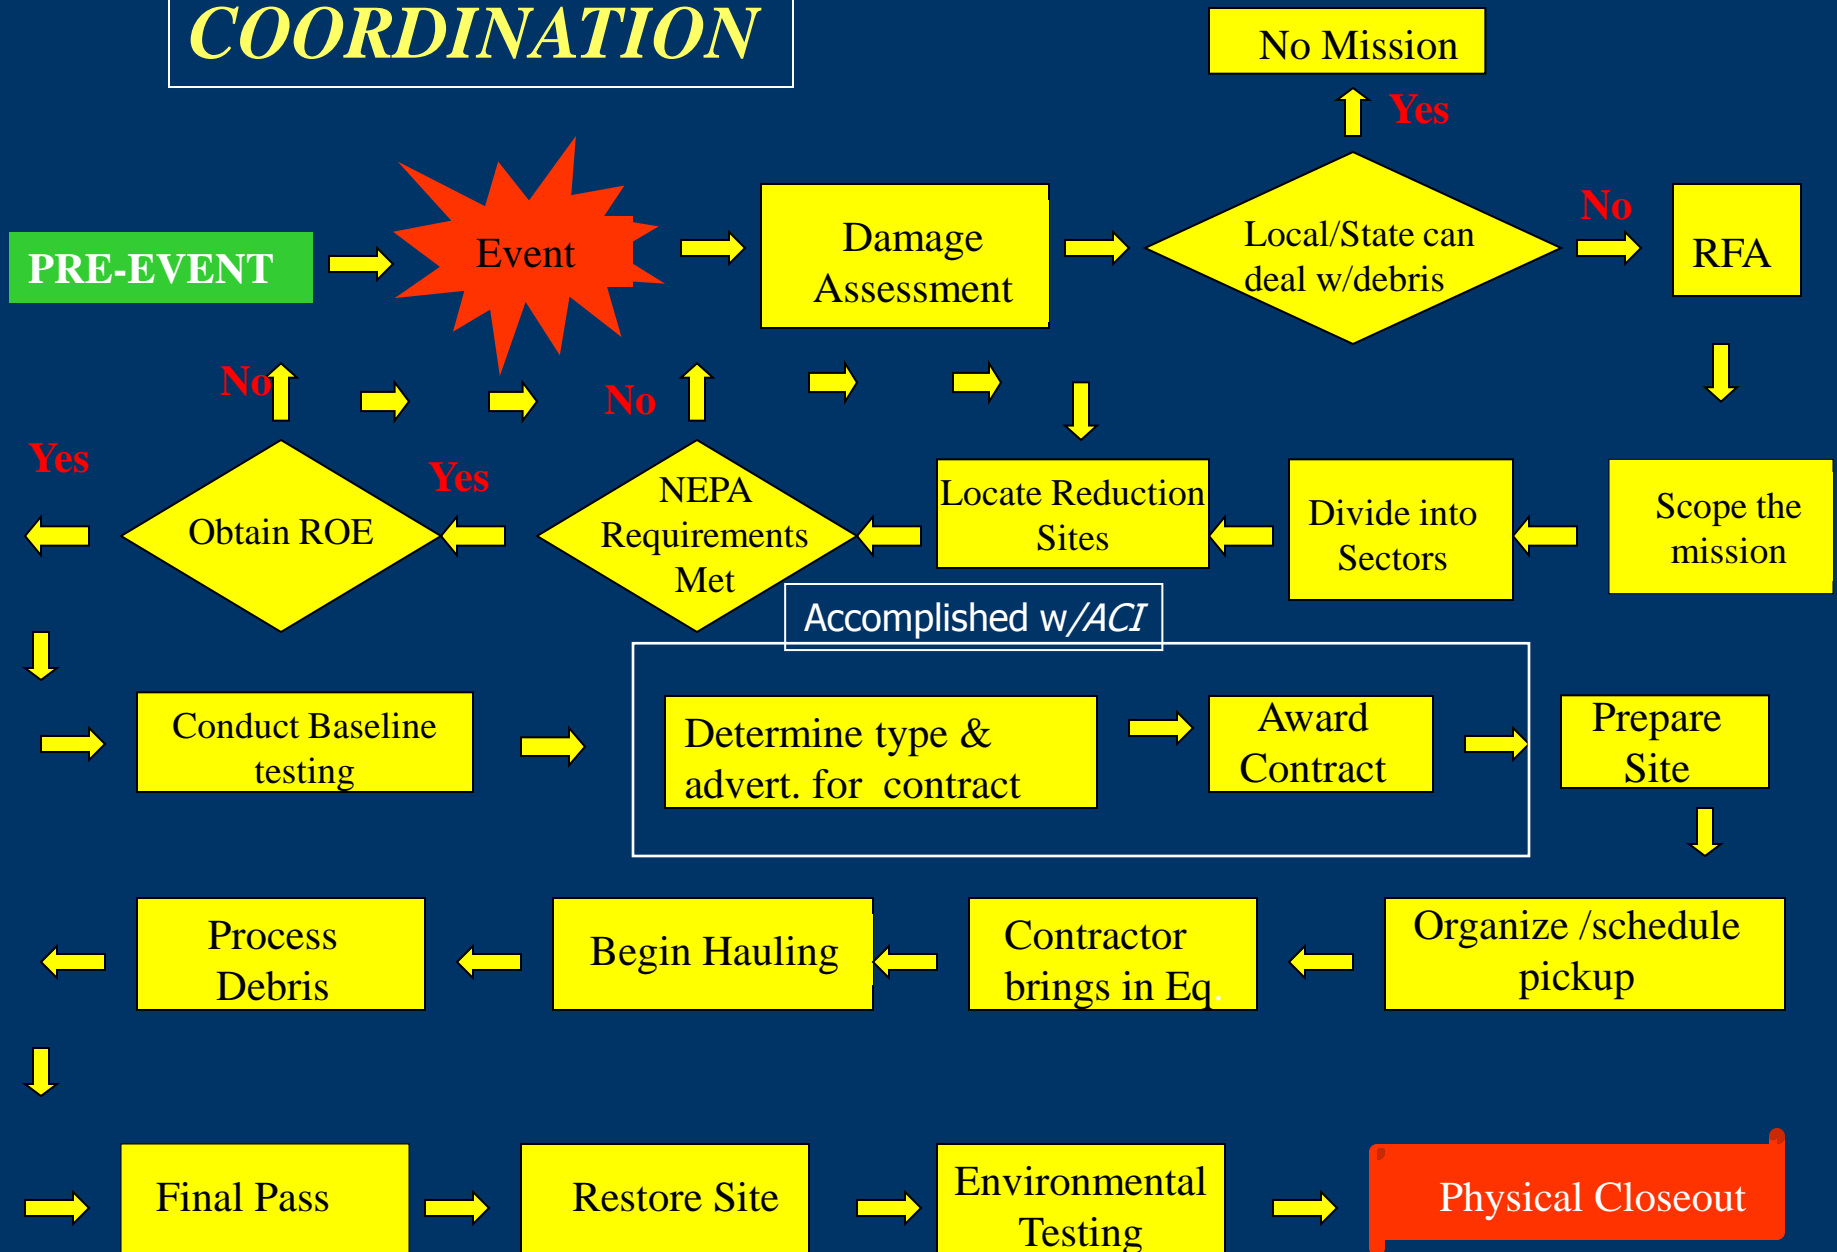 COORDINATION
No Mission
Yes
PRE-EVENT
Event
Damage
Assessment
Local/State can
deal w/debris
No
RFA
No
No
Yes
Obtain ROE
Yes
NEPA
Requirements
Met
Locate Reduction
Sites
Divide into
Sectors
Scope the
mission
Accomplished w/ACI
Conduct Baseline
testing
Determine type &
advert. for contract
Award
Contract
Prepare
Site
Process
Debris
Begin Hauling
Contractor
brings in Eq.
Organize /schedule
pickup
Final Pass
Restore Site
Environmental
Testing
Physical Closeout